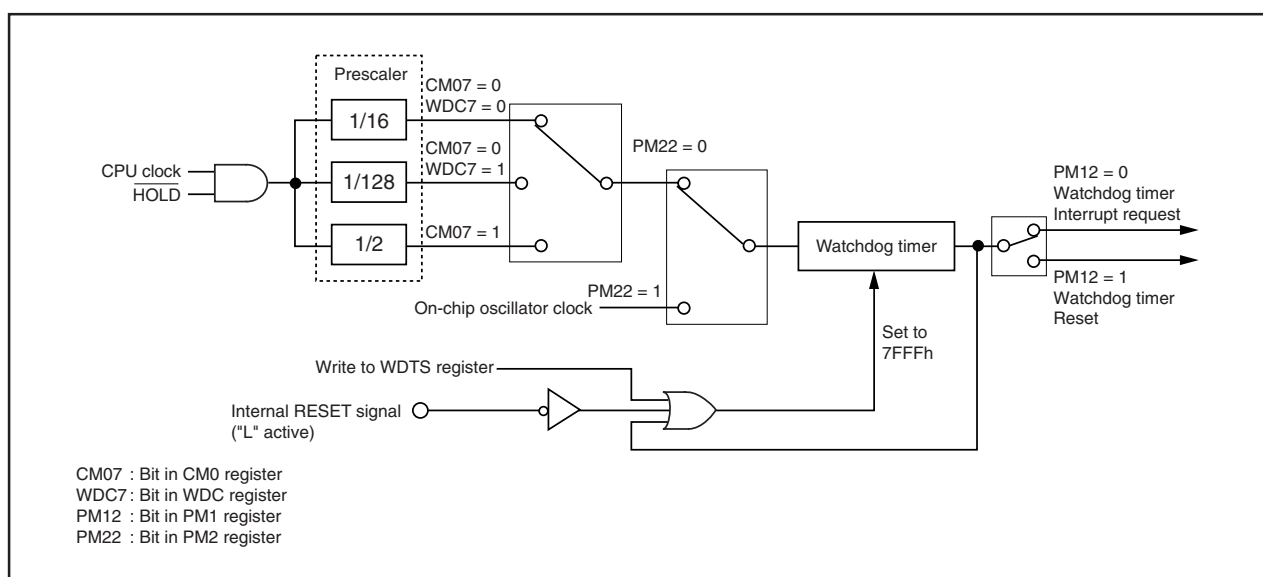 Prescaler
CM07 = 0
WDC7 = 0
1/16
CM07 = 0
WDC7 = 1
1/128
CM07 = 1
1/2
CPU clock
HOLD
PM22 = 0
PM22 = 1
On-chip oscillator clock
Watchdog timer
PM12 = 0
Watchdog timer
Interrupt request
PM12 = 1
Watchdog timer
Reset
Set to
7FFFh
Write to WDTS register
Internal RESET signal
("L" active)
CM07 : Bit in CM0 register
WDC7 : Bit in WDC register
PM12 : Bit in PM1 register
PM22 : Bit in PM2 register